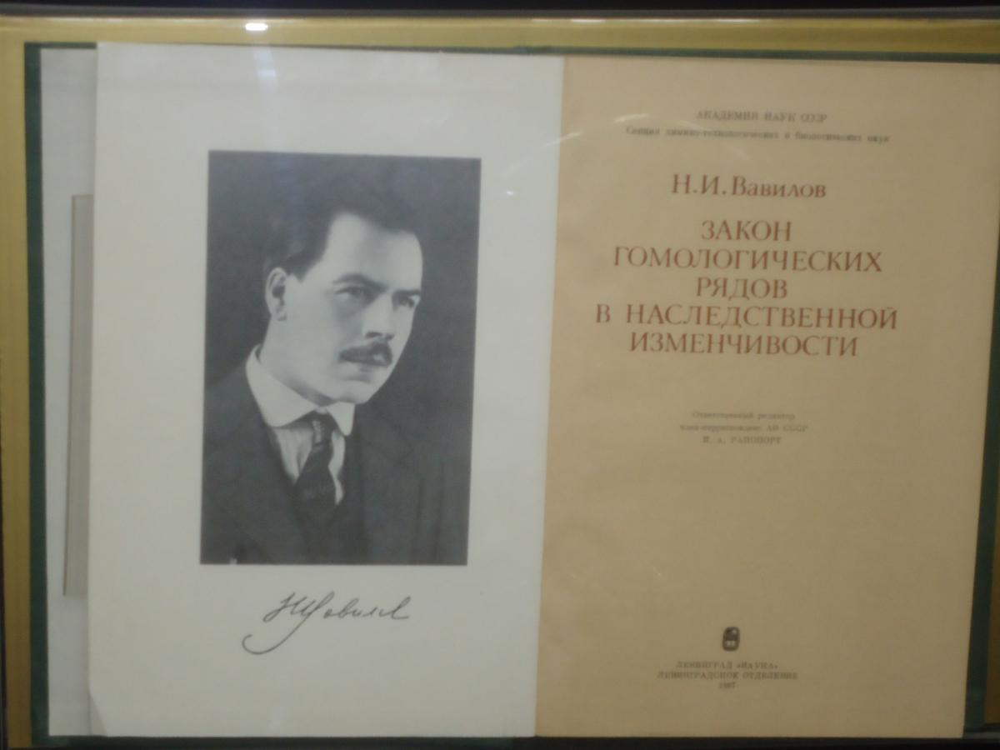 АКАДЕМИЯ НАУК СССР
Секция химико-технологических и биологических наук
Н. И. Вавилов
ЗАКОН
ГОМОЛОГИЧЕСКИХ
РЯДОВ
В НАСЛЕДСТВЕННОЙ
ИЗМЕНЧИВОСТИ
Ответственный редактор
член-корреспондент АН СССР
И. А. РАПОПОРТ
НВавилов
ЛЕНИНГРАД «НАУКА»
ЛЕНИНГРАДСКОЕ ОТДЕЛЕНИЕ
1987